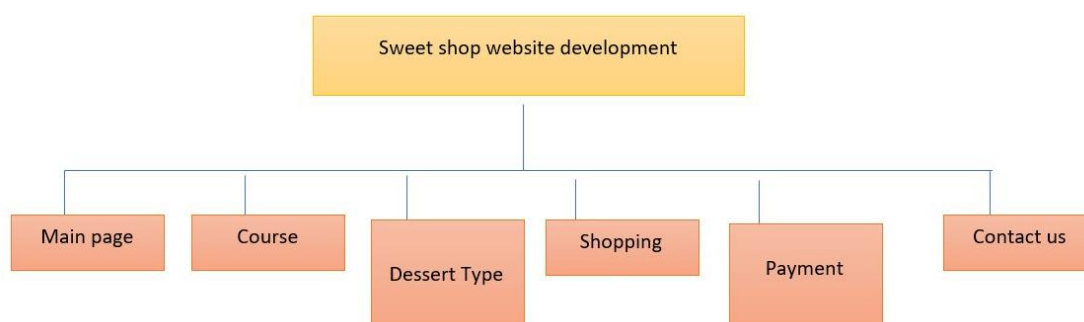 Sweet shop website development
Main page
Course
Dessert Type
Shopping
Payment
Contact us